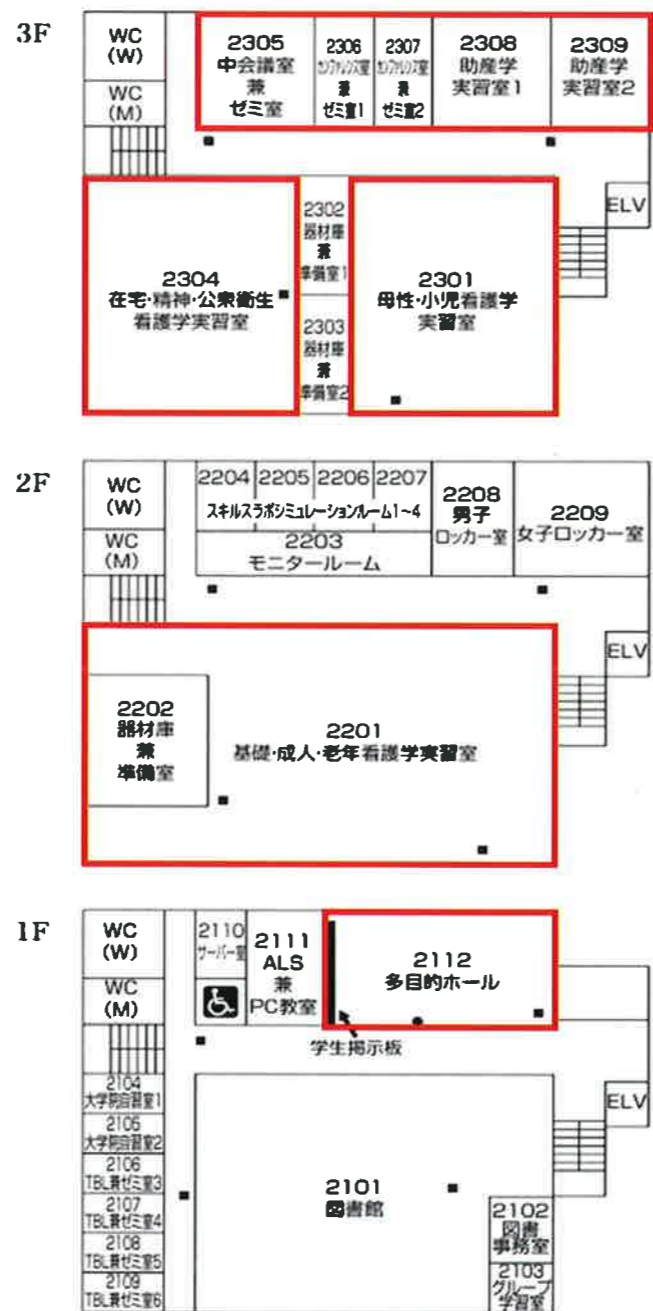 3F
WC
(W)
WC
(M)
2305
中会議室
兼
ゼミ室
2306
カンファレンス室
兼
ゼミ室1
2307
カンファレンス室
兼
ゼミ室2
2308
助産学
実習室1
2309
助産学
実習室2
ELV
2304
在宅・精神・公衆衛生
看護学実習室
2302
器材庫
兼
準備室1
2303
器材庫
兼
準備室2
2301
母性・小児看護学
実習室
2F
WC
(W)
WC
(M)
2204 2205 2206 2207
スキルスラボシミュレーションルーム1~4
2203
モニタールーム
2208
男子
ロッカー室
2209
女子ロッカー室
ELV
2202
器材庫
兼
準備室
2201
基礎・成人・老年看護学実習室
1F
WC
(W)
WC
(M)
2110
サーバー室
2111
ALS
兼
PC教室
2112
多目的ホール
学生掲示板
ELV
2104
大学院自習室1
2105
大学院自習室2
2106
TBL兼ゼミ室3
2107
TBL兼ゼミ室4
2108
TBL兼ゼミ室5
2109
TBL兼ゼミ室6
2101
図書館
2102
図書
事務室
2103
グループ
学習室